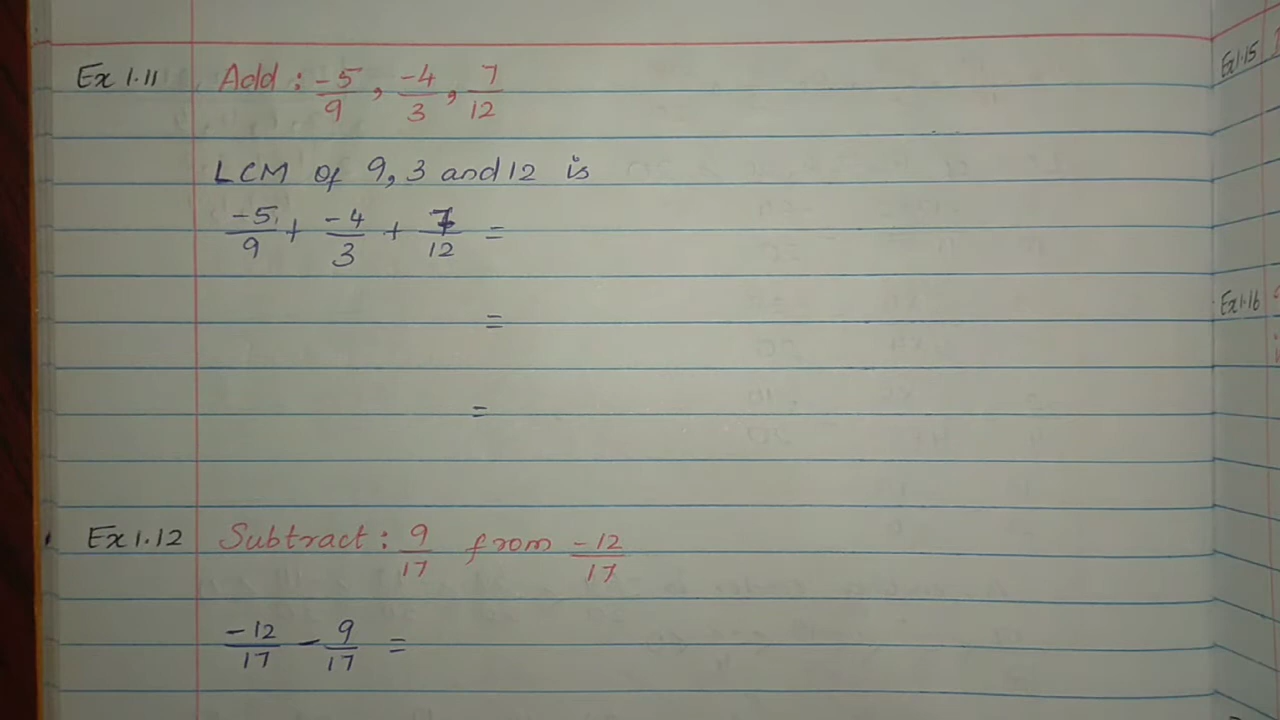 Ex 1.11 Add : -5/9, -4/3, 7/12
LCM of 9, 3 and 12 is
-5/9 + -4/3 + 7/12 =
=
=
Ex 1.12 Subtract : 9/17 from -12/17
-12/17 - 9/17 =
Ex 1.15
Ex 1.16